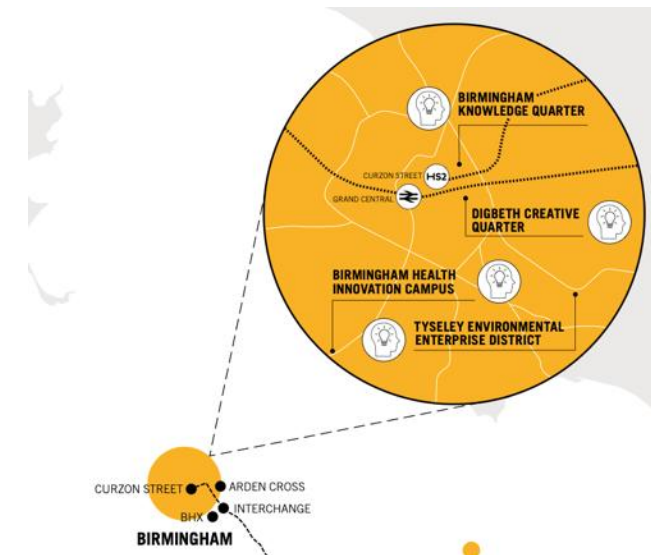 BIRMINGHAM
KNOWLEDGE QUARTER
CURZON STREET
HS2
GRAND CENTRAL
DIGBETH CREATIVE
QUARTER
BIRMINGHAM HEALTH
INNOVATION CAMPUS
TYSELEY ENVIRONMENTAL
ENTERPRISE DISTRICT
CURZON STREET
ARDEN CROSS
INTERCHANGE
BHX
BIRMINGHAM